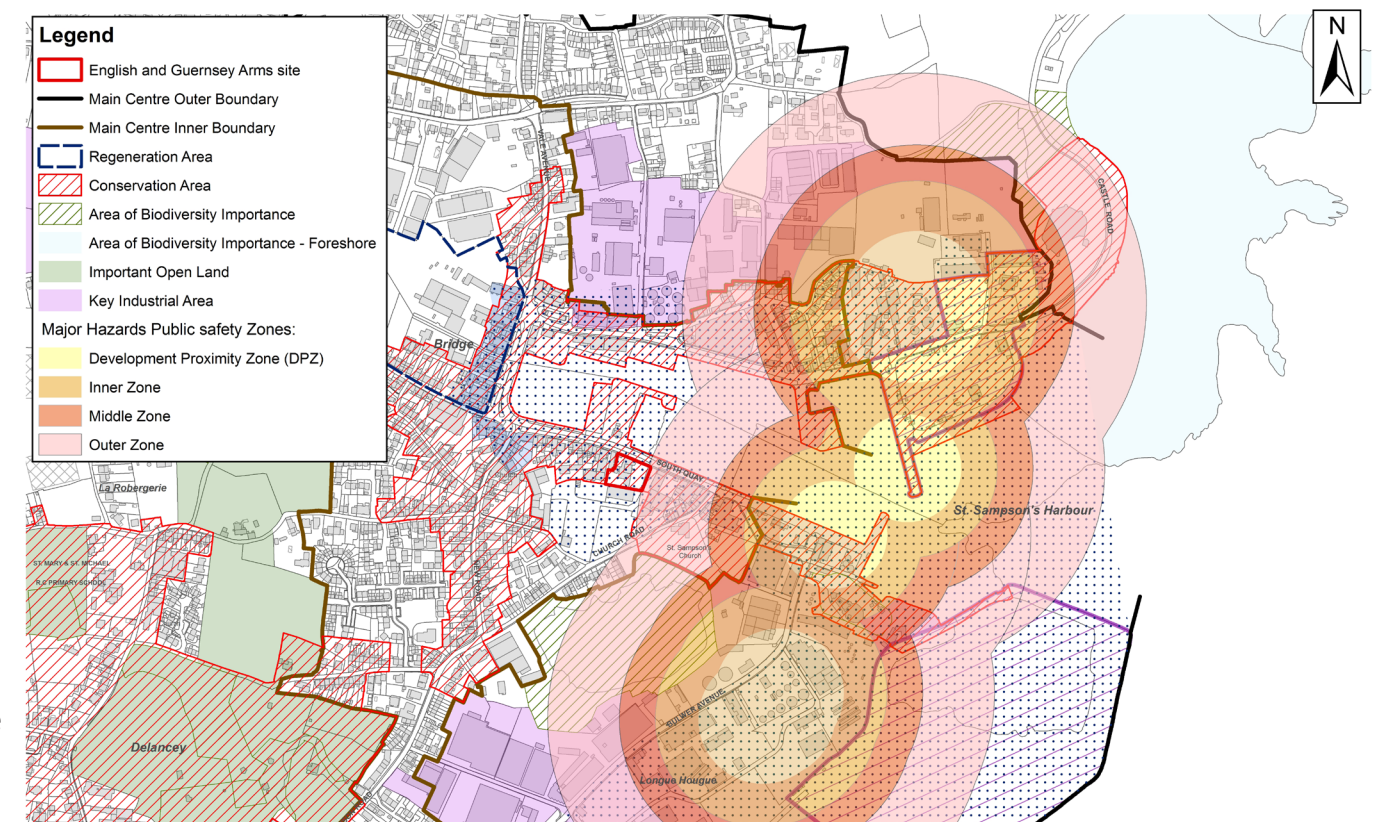 Legend
N
English and Guernsey Arms site
Main Centre Outer Boundary
Main Centre Inner Boundary
Regeneration Area
Conservation Area
Area of Biodiversity Importance
Area of Biodiversity Importance - Foreshore
Important Open Land
Key Industrial Area
Major Hazards Public safety Zones:
Development Proximity Zone (DPZ)
Inner Zone
Middle Zone
Outer Zone
VALE AVENUE
CASTLE ROAD
Bridge
SOUTH QUAY
La Robergerie
St. Sampson's Harbour
CHURCH ROAD
St. Sampson's
Church
ST MARY & ST. MICHAEL
R.C PRIMARY SCHOOL
BULWER AVENUE
Delancey
Longue Hougue